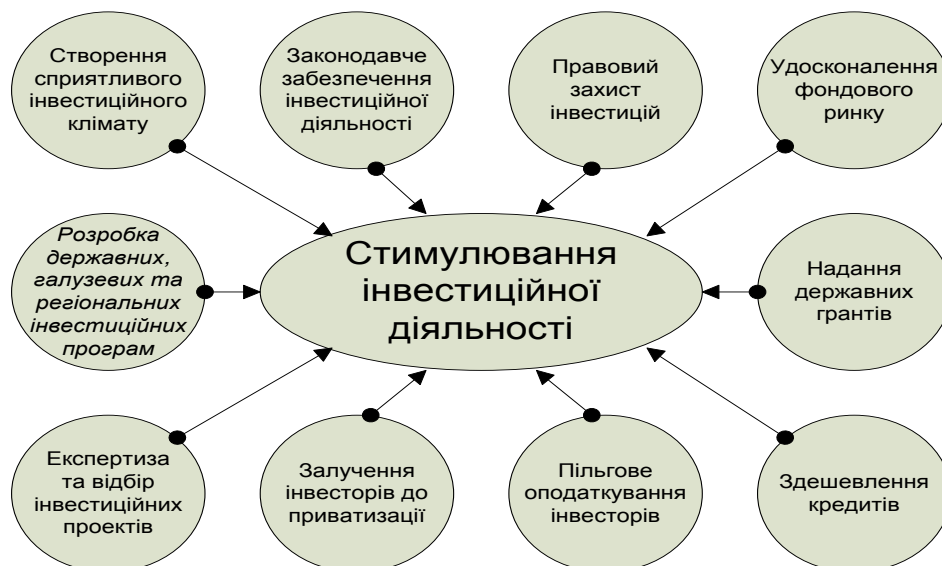 Створення
сприятливого
інвестиційного
клімату
Законодавче
забезпечення
інвестиційної
діяльності
Правовий
захист
інвестицій
Удосконалення
фондового
ринку
Розробка
державних,
галузевих та
регіональних
інвестиційних
програм
Стимулювання
інвестиційної
діяльності
Надання
державних
грантів
Експертиза
та відбір
інвестиційних
проектів
Залучення
інвесторів до
приватизації
Пільгове
оподаткування
інвесторів
Здешевлення
кредитів